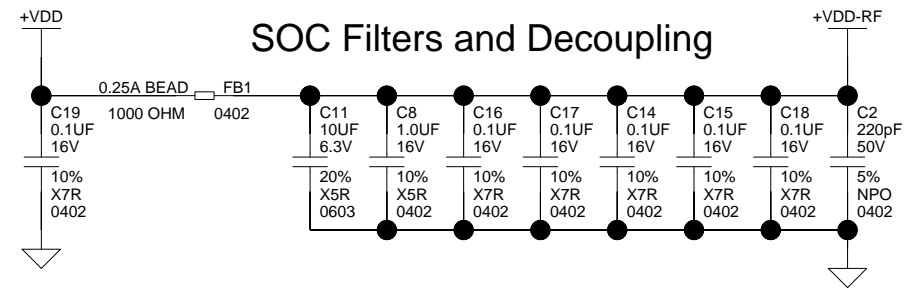 +VDD
+VDD-RF
SOC Filters and Decoupling
0.25A BEAD FB1
1000 OHM 0402
C19
0.1UF
16V
10%
X7R
0402
C11
10UF
6.3V
20%
X5R
0603
C8
1.0UF
16V
10%
X5R
0402
C16
0.1UF
16V
10%
X7R
0402
C17
0.1UF
16V
10%
X7R
0402
C14
0.1UF
16V
10%
X7R
0402
C15
0.1UF
16V
10%
X7R
0402
C18
0.1UF
16V
10%
X7R
0402
C2
220pF
50V
5%
NPO
0402